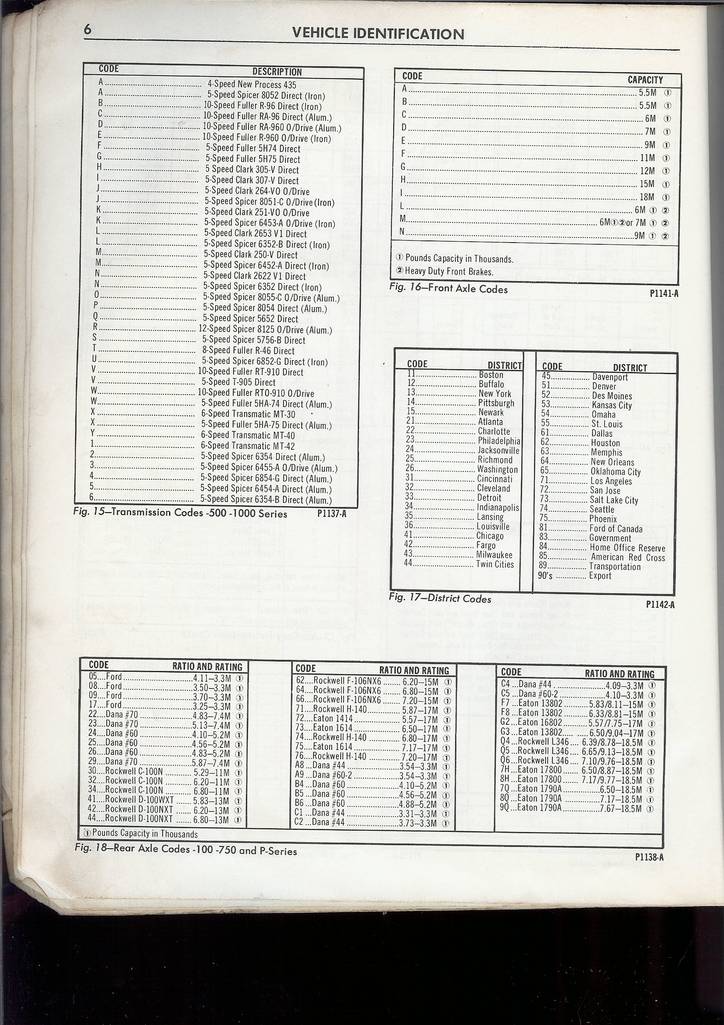 6
VEHICLE IDENTIFICATION
CODE DESCRIPTION
A 4-Speed New Process 435
A 5-Speed Spicer 8052 Direct (Iron)
B 10-Speed Fuller R-96 Direct (Iron)
C 10-Speed Fuller RA-96 Direct (Alum.)
D 10-Speed Fuller RA-960 O/Drive (Alum.)
E 10-Speed Fuller R-960 O/Drive (Iron)
F 5-Speed Fuller 5H74 Direct
G 5-Speed Fuller 5H75 Direct
H 5-Speed Clark 305-V Direct
I 5-Speed Clark 307-V Direct
J 5-Speed Clark 264-VO O/Drive
J 5-Speed Spicer 8051-C O/Drive (Iron)
K 5-Speed Clark 251-VO O/Drive
K 5-Speed Spicer 6453-A O/Drive (Iron)
L 5-Speed Clark 2653 V1 Direct
L 5-Speed Spicer 6352-B Direct (Iron)
M 5-Speed Clark 250-V Direct
M 5-Speed Spicer 6452-A Direct (Iron)
N 5-Speed Clark 2622 V1 Direct
N 5-Speed Spicer 6352 Direct (Iron)
O 5-Speed Spicer 8055-C O/Drive (Alum.)
P 5-Speed Spicer 8054 Direct (Alum.)
Q 5-Speed Spicer 5652 Direct
R 12-Speed Spicer 8125 O/Drive (Alum.)
S 5-Speed Spicer 5756-B Direct
T 8-Speed Fuller R-46 Direct
U 5-Speed Spicer 6852-G Direct (Iron)
V 10-Speed Fuller RT-910 Direct
V 5-Speed T-905 Direct
W 10-Speed Fuller RTO-910 O/Drive
W 5-Speed Fuller 5HA-74 Direct (Alum.)
X 6-Speed Transmatic MT-30
X 5-Speed Fuller 5HA-75 Direct (Alum.)
Y 6-Speed Transmatic MT-40
1 6-Speed Transmatic MT-42
2 5-Speed Spicer 6354 Direct (Alum.)
3 5-Speed Spicer 6455-A O/Drive (Alum.)
4 5-Speed Spicer 6854-G Direct (Alum.)
5 5-Speed Spicer 6454-A Direct (Alum.)
6 5-Speed Spicer 6354-B Direct (Alum.)
Fig. 15—Transmission Codes -500 -1000 Series P1137-A
CODE CAPACITY
A 5.5M ①
B 5.5M ①
C 6M ①
D 7M ①
E 9M ①
F 11M ①
G 12M ①
H 15M ①
I 18M ①
L 6M ① ②
M 6M①②or 7M ① ②
N 9M ① ②
① Pounds Capacity in Thousands.
② Heavy Duty Front Brakes.
Fig. 16—Front Axle Codes P1141-A
CODE DISTRICT
11 Boston
12 Buffalo
13 New York
14 Pittsburgh
15 Newark
21 Atlanta
22 Charlotte
23 Philadelphia
24 Jacksonville
25 Richmond
26 Washington
31 Cincinnati
32 Cleveland
33 Detroit
34 Indianapolis
35 Lansing
36 Louisville
41 Chicago
42 Fargo
43 Milwaukee
44 Twin Cities
CODE DISTRICT
45 Davenport
51 Denver
52 Des Moines
53 Kansas City
54 Omaha
55 St. Louis
61 Dallas
62 Houston
63 Memphis
64 New Orleans
65 Oklahoma City
71 Los Angeles
72 San Jose
73 Salt Lake City
74 Seattle
75 Phoenix
81 Ford of Canada
83 Government
84 Home Office Reserve
85 American Red Cross
89 Transportation
90's Export
Fig. 17—District Codes P1142-A
CODE RATIO AND RATING
05 Ford 4.11—3.3M ①
08 Ford 3.50—3.3M ①
09 Ford 3.70—3.3M ①
17 Ford 3.25—3.3M ①
22 Dana #70 4.83—7.4M ①
23 Dana #70 5.13—7.4M ①
24 Dana #60 4.10—5.2M ①
25 Dana #60 4.56—5.2M ①
26 Dana #60 4.83—5.2M ①
29 Dana #70 5.87—7.4M ①
30 Rockwell C-100N 5.29—11M ①
32 Rockwell C-100N 6.20—11M ①
34 Rockwell C-100N 6.80—11M ①
41 Rockwell D-100WXT 5.83—13M ①
42 Rockwell D-100NXT 6.20—13M ①
44 Rockwell D-100NXT 6.80—13M ①
① Pounds Capacity in Thousands
CODE RATIO AND RATING
62 Rockwell F-106NX6 6.20—15M ①
64 Rockwell F-106NX6 6.80—15M ①
66 Rockwell F-106NX6 7.20—15M ①
71 Rockwell H-140 5.87—17M ①
72 Eaton 1414 5.57—17M ①
73 Eaton 1614 6.50—17M ①
74 Rockwell H-140 6.80—17M ①
75 Eaton 1614 7.17—17M ①
76 Rockwell H-140 7.20—17M ①
A8 Dana #44 3.54—3.3M ①
A9 Dana #60-2 3.54—3.3M ①
B4 Dana #60 4.10—5.2M ①
B5 Dana #60 4.56—5.2M ①
B6 Dana #60 4.88—5.2M ①
C1 Dana #44 3.31—3.3M ①
C2 Dana #44 3.73—3.3M ①
CODE RATIO AND RATING
C4 Dana #44 4.09—3.3M ①
C5 Dana #60-2 4.10—3.3M ①
F7 Eaton 13802 5.83/8.11—15M ①
F8 Eaton 13802 6.33/8.81—15M ①
G2 Eaton 13802 5.57/7.75—17M ①
G3 Eaton 13802 6.50/9.04—17M ①
Q4 Rockwell L346 6.39/8.78—18.5M ①
Q5 Rockwell L346 6.65/9.13—18.5M ①
Q6 Rockwell L346 7.10/9.76—18.5M ①
7H Eaton 17800 6.50/8.87—18.5M ①
8H Eaton 17800 7.17/9.77—18.5M ①
7Q Eaton 1790A 6.50—18.5M ①
8Q Eaton 1790A 7.17—18.5M ①
9Q Eaton 1790A 7.67—18.5M ①
Fig. 18—Rear Axle Codes -100 -750 and P-Series P1138-A